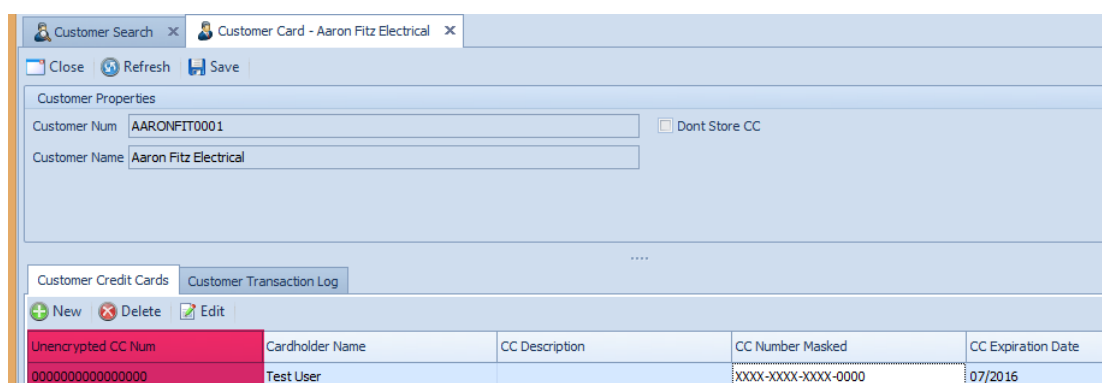 Customer Search x Customer Card - Aaron Fitz Electrical x
Close Refresh Save
Customer Properties
Customer Num AARONFIT0001 Dont Store CC
Customer Name Aaron Fitz Electrical
Customer Credit Cards Customer Transaction Log
New Delete Edit
Unencrypted CC Num Cardholder Name CC Description CC Number Masked CC Expiration Date
0000000000000000 Test User XXXX-XXXX-XXXX-0000 07/2016